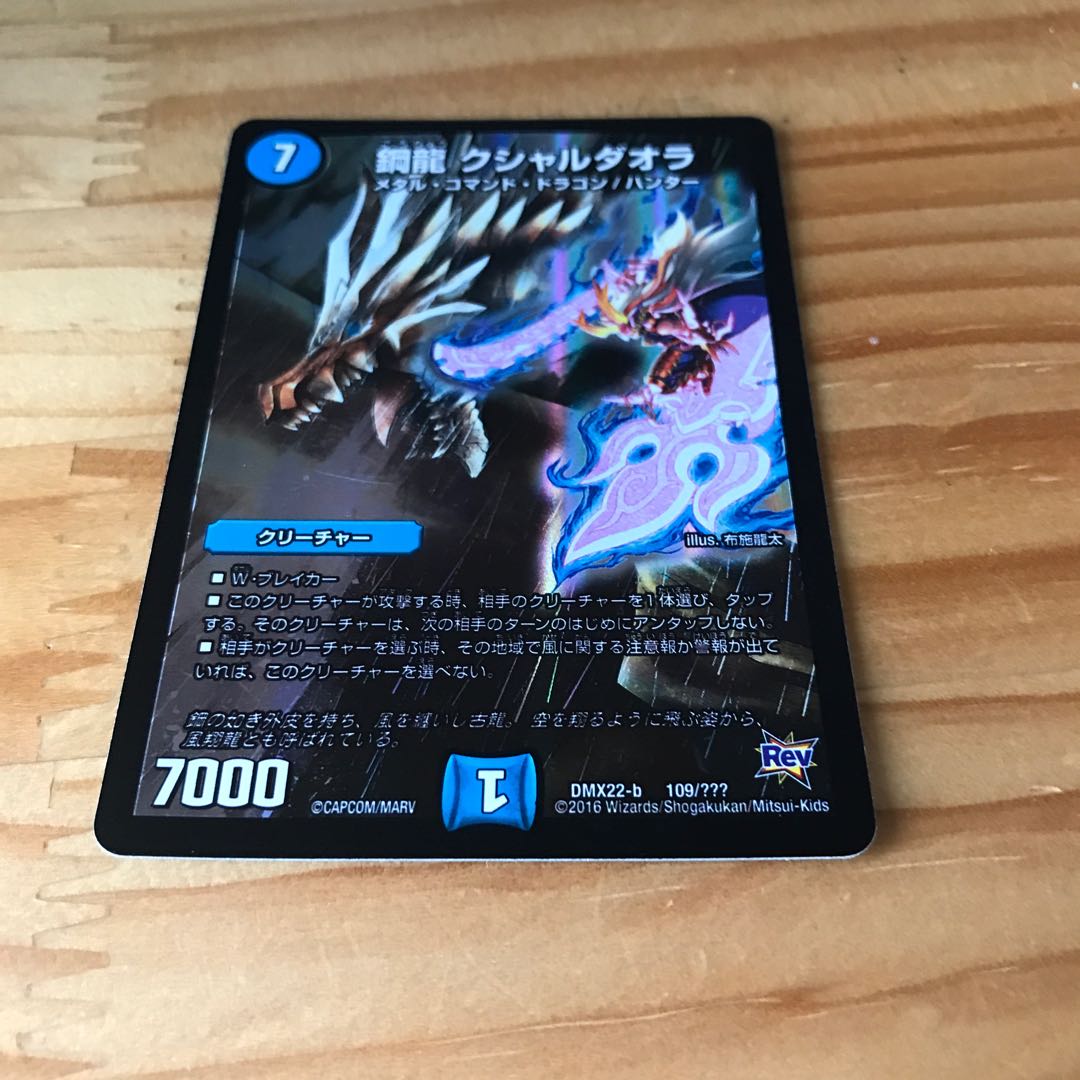 7
鋼龍 クシャルダオラ
メタル・コマンド・ドラゴン/ハンター
クリーチャー
illus. 布施龍太
■ W・ブレイカー
■ このクリーチャーが攻撃する時、相手のクリーチャーを1体選び、タップ
する。そのクリーチャーは、次の相手のターンのはじめにアンタップしない。
■ 相手がクリーチャーを選ぶ時、その地域で風に関する注意報か警報が出て
いれば、このクリーチャーを選べない。
鋼の如き外皮を持ち、風を纏いし古龍。 空を翔るように飛ぶ姿から、
風翔龍とも呼ばれている。
Rev
7000
1
DMX22-b 109/???
©CAPCOM/MARV
©2016 Wizards/Shogakukan/Mitsui-Kids